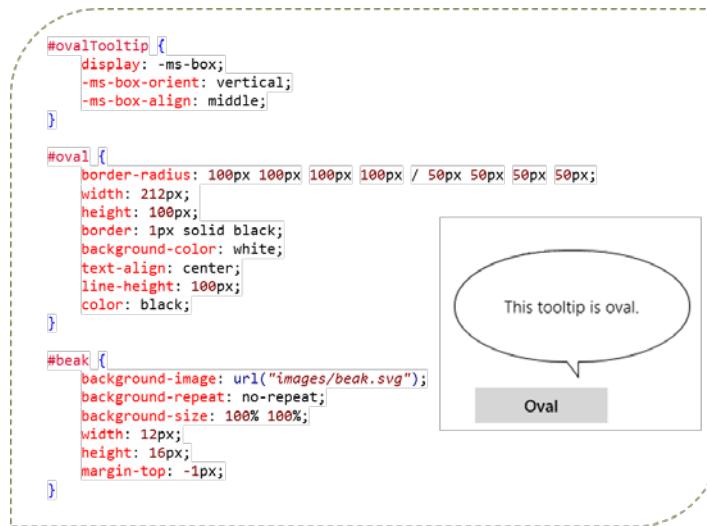 #ovalTooltip {
display: -ms-box;
-ms-box-orient: vertical;
-ms-box-align: middle;
}
#oval {
border-radius: 100px 100px 100px 100px / 50px 50px 50px 50px;
width: 212px;
height: 100px;
border: 1px solid black;
background-color: white;
text-align: center;
line-height: 100px;
color: black;
}
#beak {
background-image: url("images/beak.svg");
background-repeat: no-repeat;
background-size: 100% 100%;
width: 12px;
height: 16px;
margin-top: -1px;
}
This tooltip is oval.
Oval